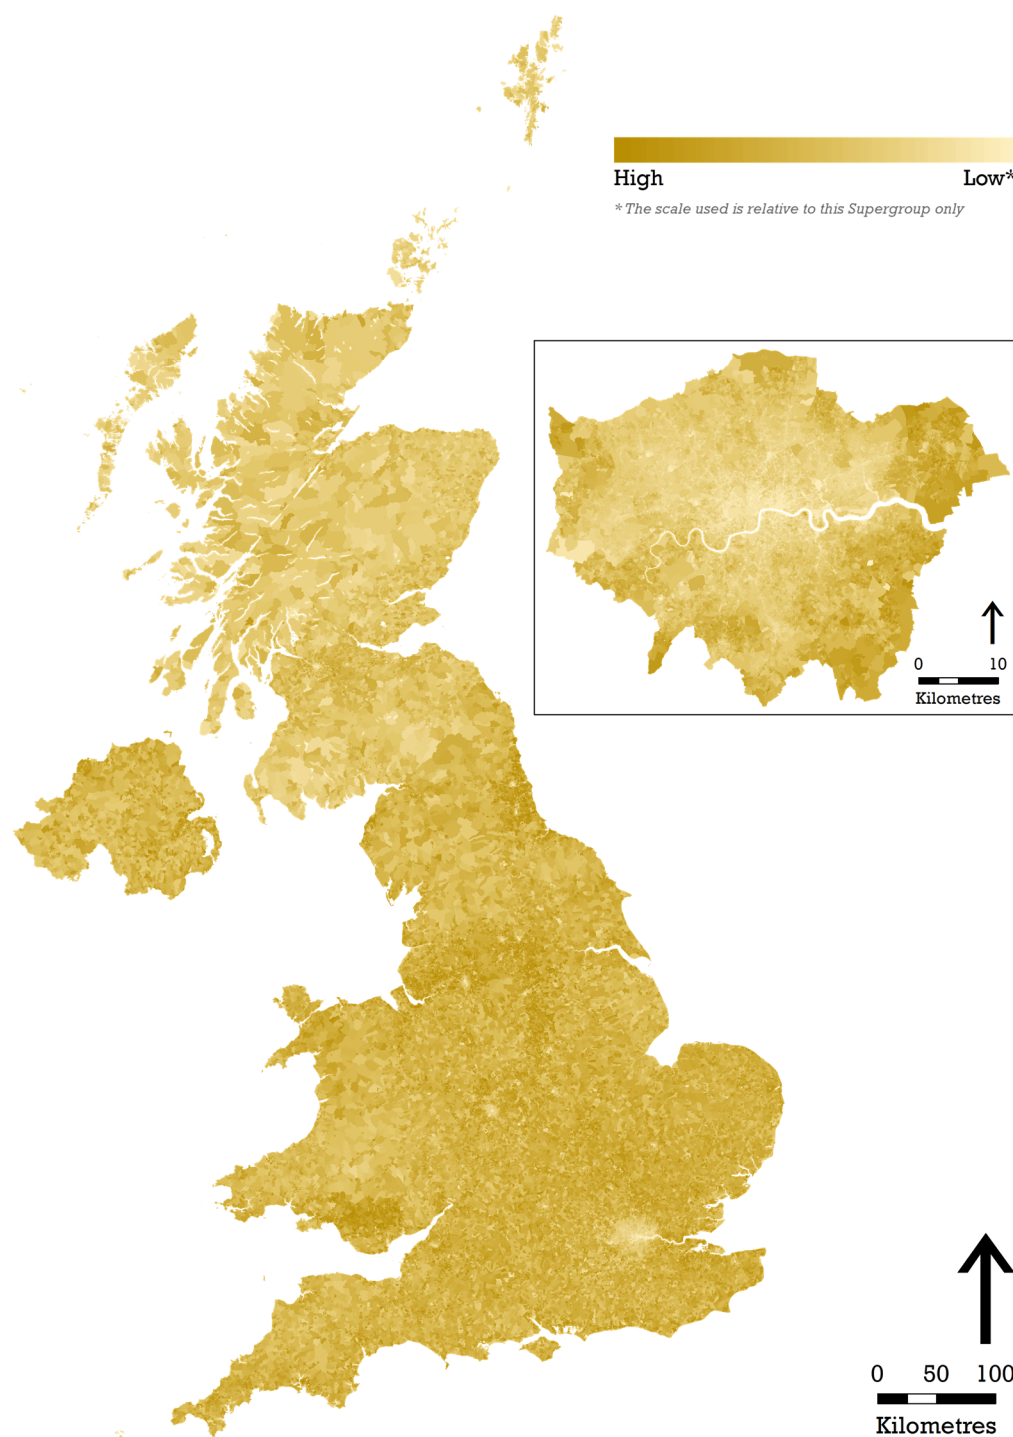 High Low*
* The scale used is relative to this Supergroup only
0 10
Kilometres
0 50 100
Kilometres